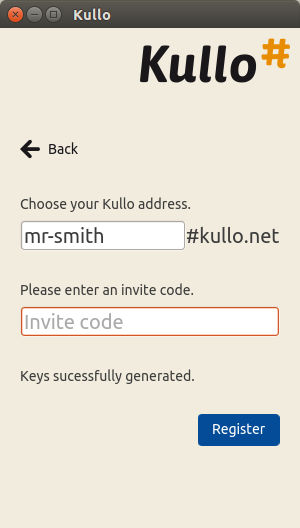 Kullo
Kullo#
Back
Choose your Kullo address.
mr-smith #kullo.net
Please enter an invite code.
Invite code
Keys sucessfully generated.
Register